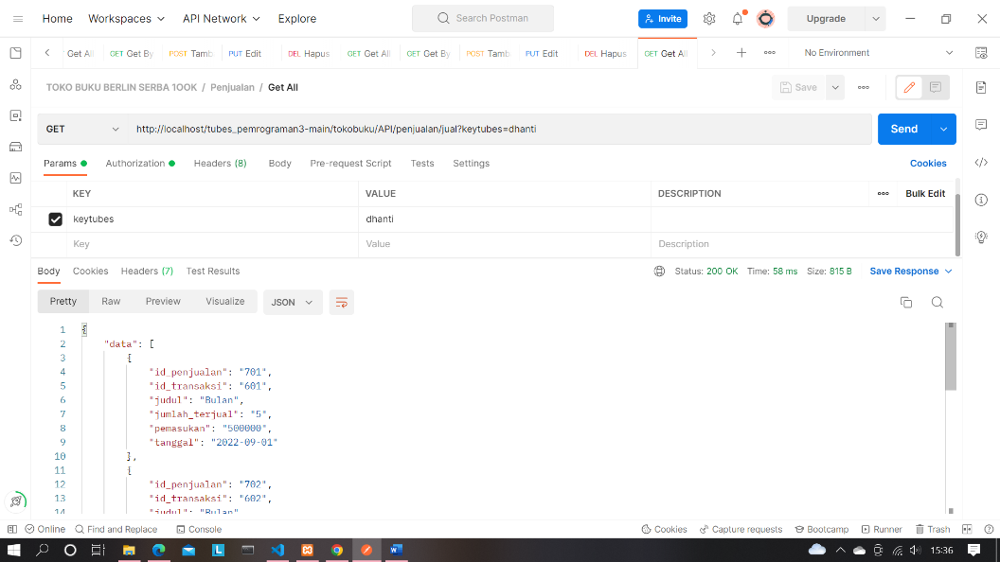 Home Workspaces API Network Explore Search Postman Invite Upgrade
Get All GET Get By POST Tamb. PUT Edit DEL Hapus GET Get All GET Get By POST Tamb PUT Edit DEL Hapus GET Get All No Environment
TOKO BUKU BERLIN SERBA 1OOK / Penjualan / Get All Save
GET http://localhost/tubes_pemrograman3-main/tokobuku/API/penjualan/jual?keytubes=dhanti Send
Params Authorization Headers (8) Body Pre-request Script Tests Settings Cookies
KEY VALUE DESCRIPTION Bulk Edit
keytubes dhanti
Key Value Description
Body Cookies Headers (7) Test Results Status: 200 OK Time: 58 ms Size: 815 B Save Response
Pretty Raw Preview Visualize JSON
1 {
2 "data": [
3 {
4 "id_penjualan": "701",
5 "id_transaksi": "601",
6 "judul": "Bulan",
7 "jumlah_terjual": "5",
8 "pemasukan": "500000",
9 "tanggal": "2022-09-01"
10 },
11 {
12 "id_penjualan": "702",
13 "id_transaksi": "602",
14 "judul": "Bulan"
Online Find and Replace Console Cookies Capture requests Bootcamp Runner Trash
15:36